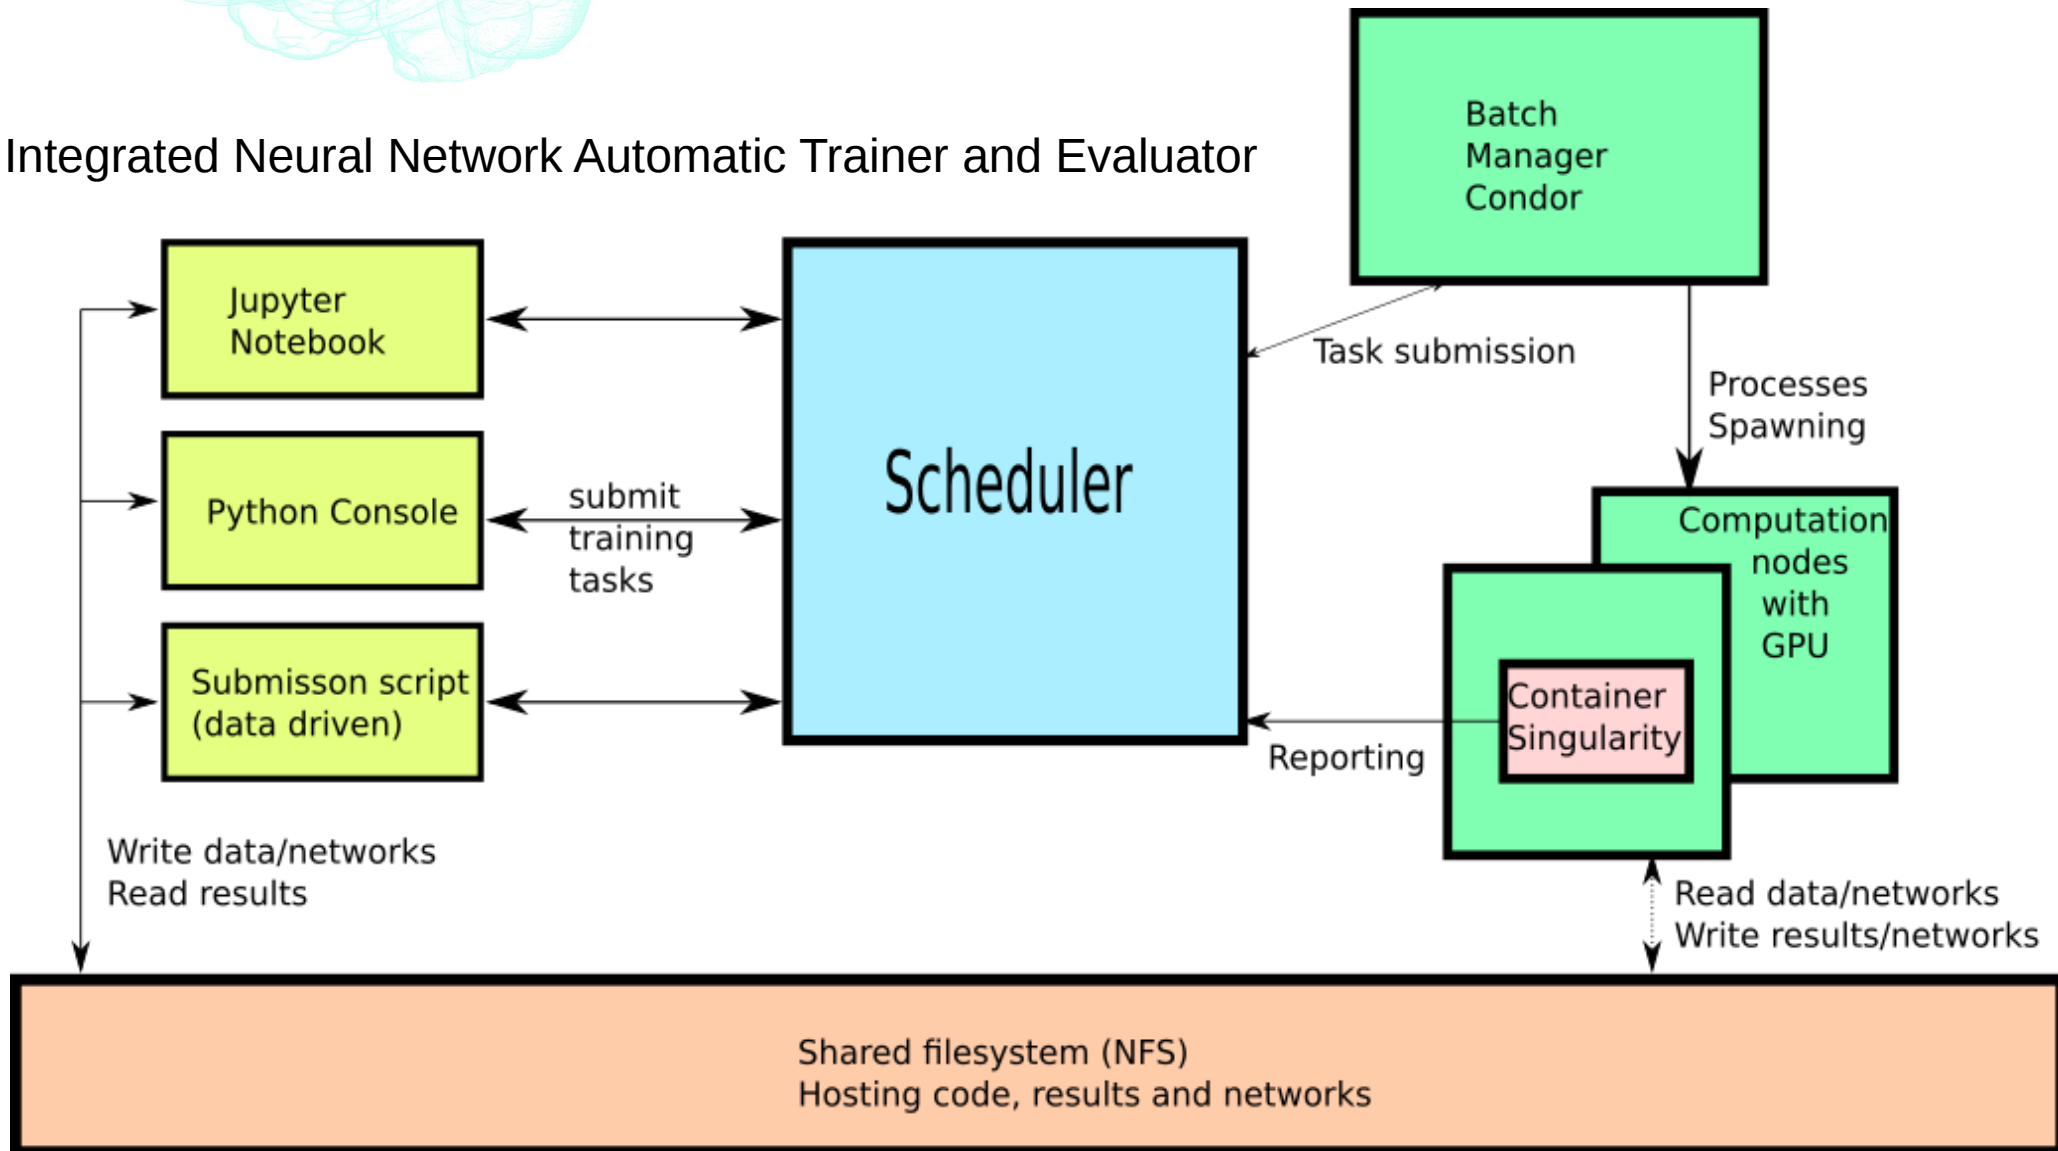 Integrated Neural Network Automatic Trainer and Evaluator
Batch
Manager
Condor
Jupyter
Notebook
Python Console
Submisson script
(data driven)
submit
training
tasks
Scheduler
Task submission
Processes
Spawning
Computation
nodes
with
GPU
Container
Singularity
Reporting
Write data/networks
Read results
Read data/networks
Write results/networks
Shared filesystem (NFS)
Hosting code, results and networks